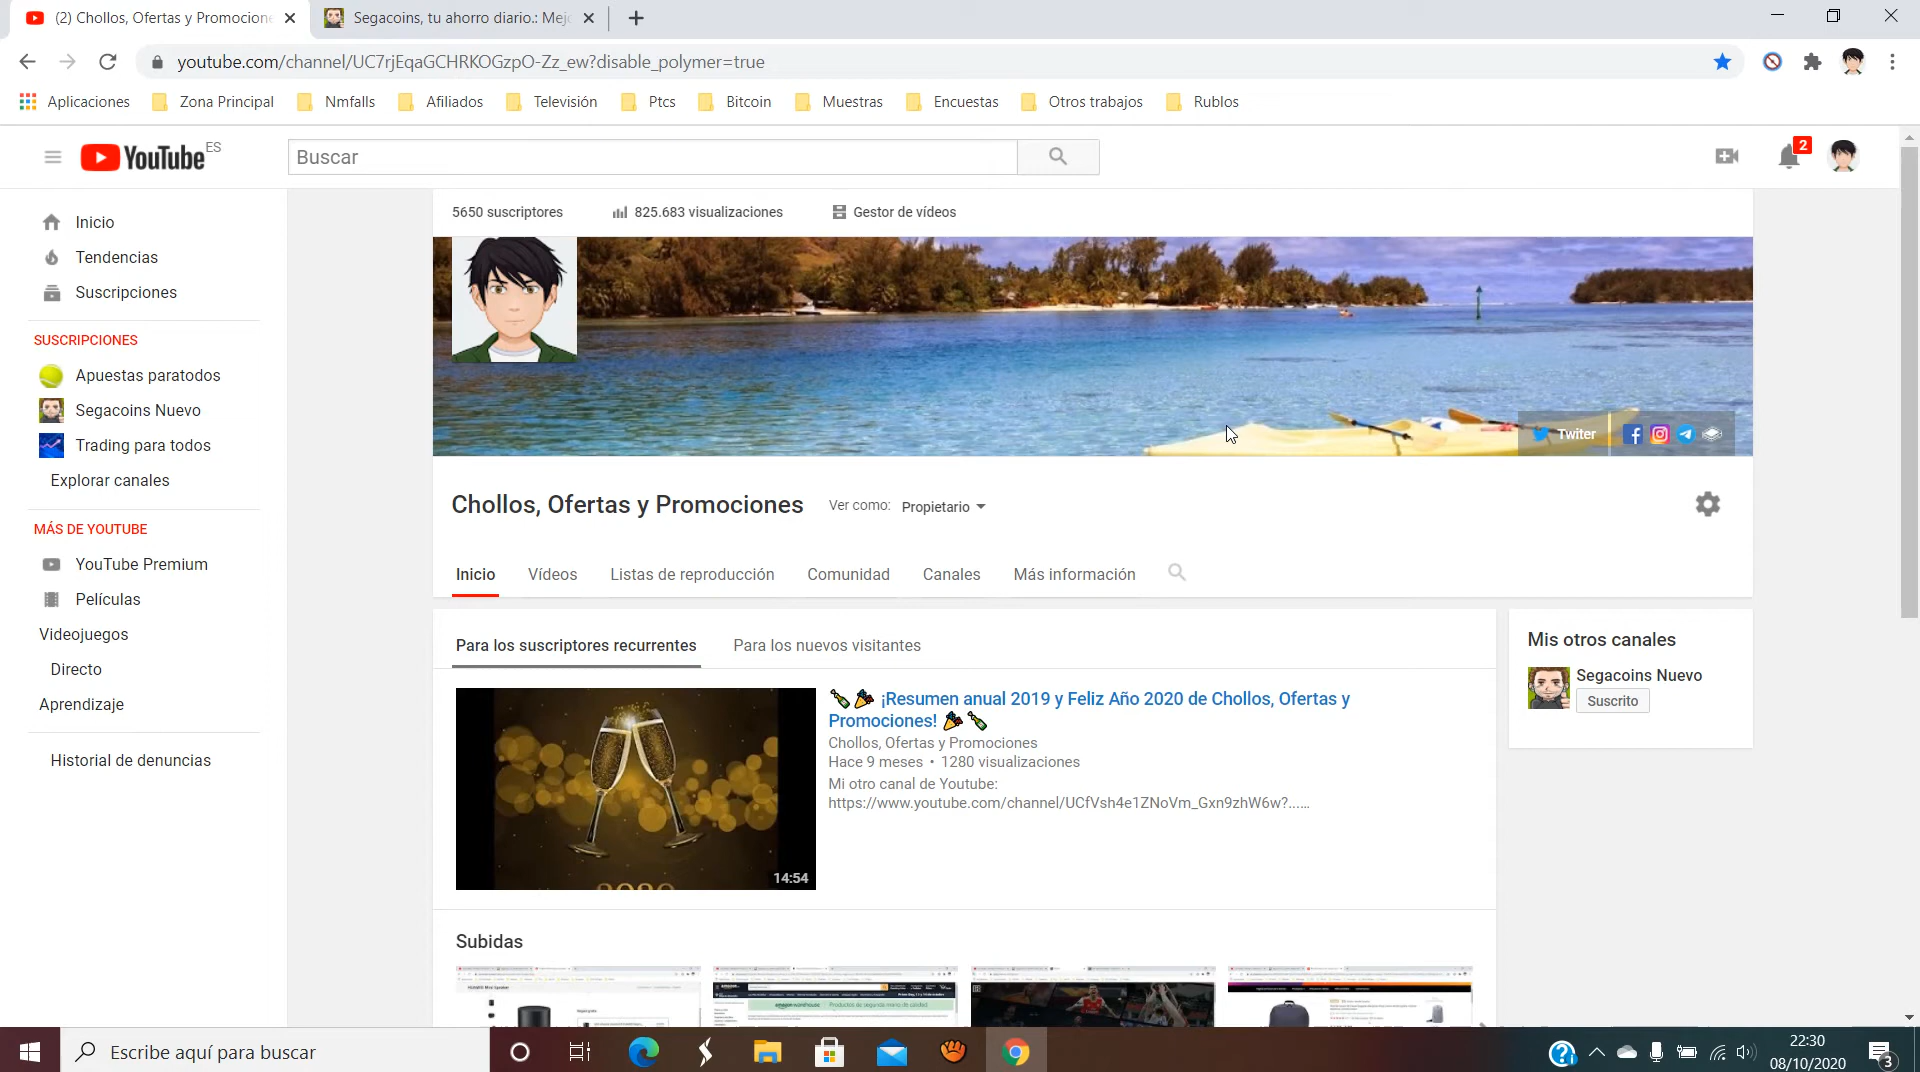 (2) Chollos, Ofertas y Promocione
Segacoins, tu ahorro diario.: Mejo
youtube.com/channel/UC7rjEqaGCHRKOGzpO-Zz_ew?disable_polymer=true
Aplicaciones Zona Principal Nmfalls Afiliados Televisión Ptcs Bitcoin Muestras Encuestas Otros trabajos Rublos
YouTube ES
Buscar
2
5650 suscriptores 825.683 visualizaciones Gestor de vídeos
Inicio
Tendencias
Suscripciones
SUSCRIPCIONES
Apuestas paratodos
Segacoins Nuevo
Trading para todos
Explorar canales
MÁS DE YOUTUBE
YouTube Premium
Películas
Videojuegos
Directo
Aprendizaje
Historial de denuncias
Twiter
Chollos, Ofertas y Promociones
Ver como: Propietario
Inicio Vídeos Listas de reproducción Comunidad Canales Más información
Para los suscriptores recurrentes Para los nuevos visitantes
14:54
¡Resumen anual 2019 y Feliz Año 2020 de Chollos, Ofertas y
Promociones!
Chollos, Ofertas y Promociones
Hace 9 meses • 1280 visualizaciones
Mi otro canal de Youtube:
https://www.youtube.com/channel/UCfVsh4e1ZNoVm_Gxn9zhW6w?......
Mis otros canales
Segacoins Nuevo
Suscrito
Subidas
Escribe aquí para buscar
22:30
08/10/2020
3